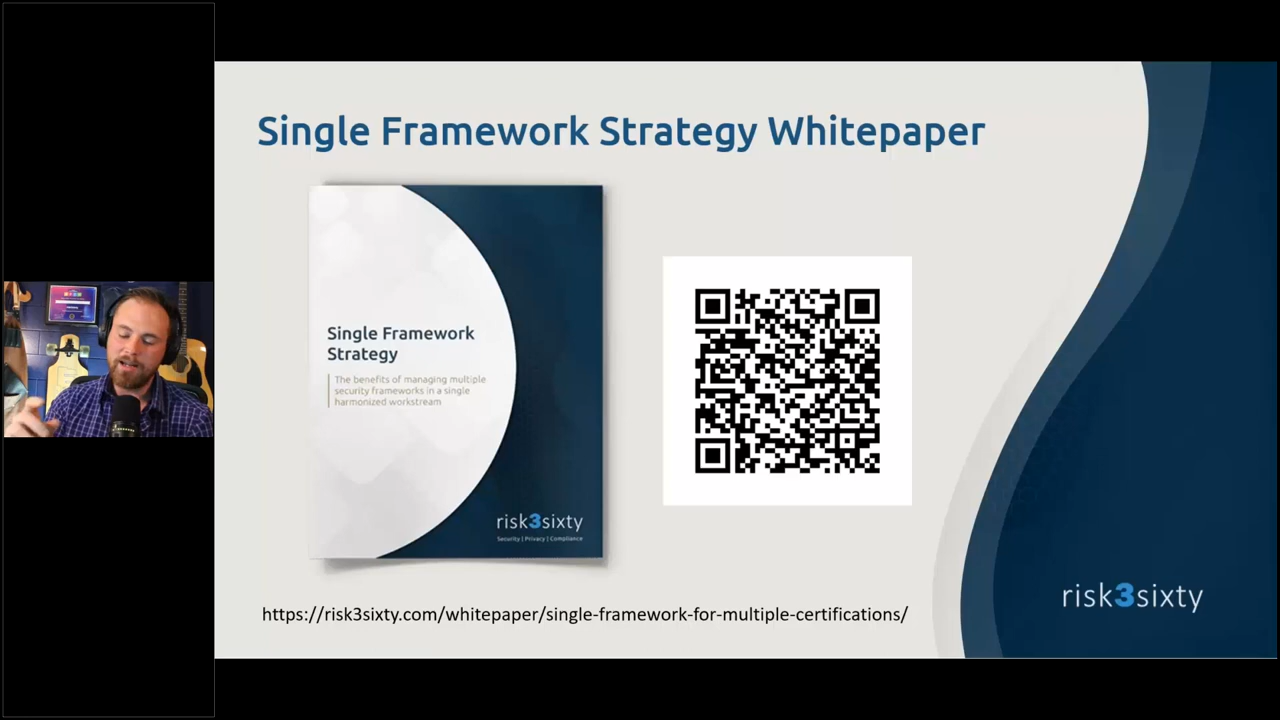 Single Framework Strategy Whitepaper
Single Framework
Strategy
The benefits of managing multiple
security frameworks in a single
harmonized workstream
risk3sixty
Security | Privacy | Compliance
https://risk3sixty.com/whitepaper/single-framework-for-multiple-certifications/
risk3sixty